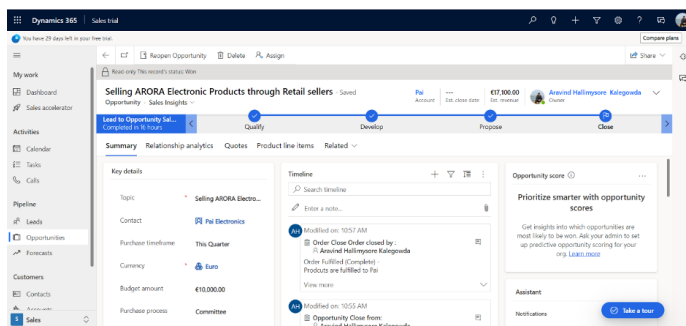 Dynamics 365 Sales trial
You have 29 days left in your free trial.
Compare plans
Reopen Opportunity Delete Assign Share
Read-only This record's status: Won
My work
Dashboard
Sales accelerator
Activities
Calendar
Tasks
Calls
Pipeline
Leads
Opportunities
Forecasts
Customers
Contacts
Accounts
S Sales
Selling ARORA Electronic Products through Retail sellers - Saved
Opportunity · Sales Insights
Pai
Account
---
Est. close date
€17,100.00
Est. revenue
Aravind Hallimysore Kalegowda
Owner
Lead to Opportunity Sal...
Completed in 16 hours
Qualify
Develop
Propose
Close
Summary Relationship analytics Quotes Product line items Related
Key details
Topic * Selling ARORA Electro...
Contact Pai Electronics
Purchase timeframe This Quarter
Currency * Euro
Budget amount €10,000.00
Purchase process Committee
Timeline
Search timeline
Enter a note...
AH Modified on: 10:57 AM
Order Close Order closed by :
Aravind Hallimysore Kalegowda
Order Fulfilled (Complete) -
Products are fulfilled to Pai
View more
AH Modified on: 10:55 AM
Opportunity Close from:
Aravind Hallimysore Kalegowda
Opportunity score
Prioritize smarter with opportunity
scores
Get insights into which opportunities are
most likely to be won. Ask your admin to set
up predictive opportunity scoring for your
org. Learn more
Assistant
Notifications
Take a tour